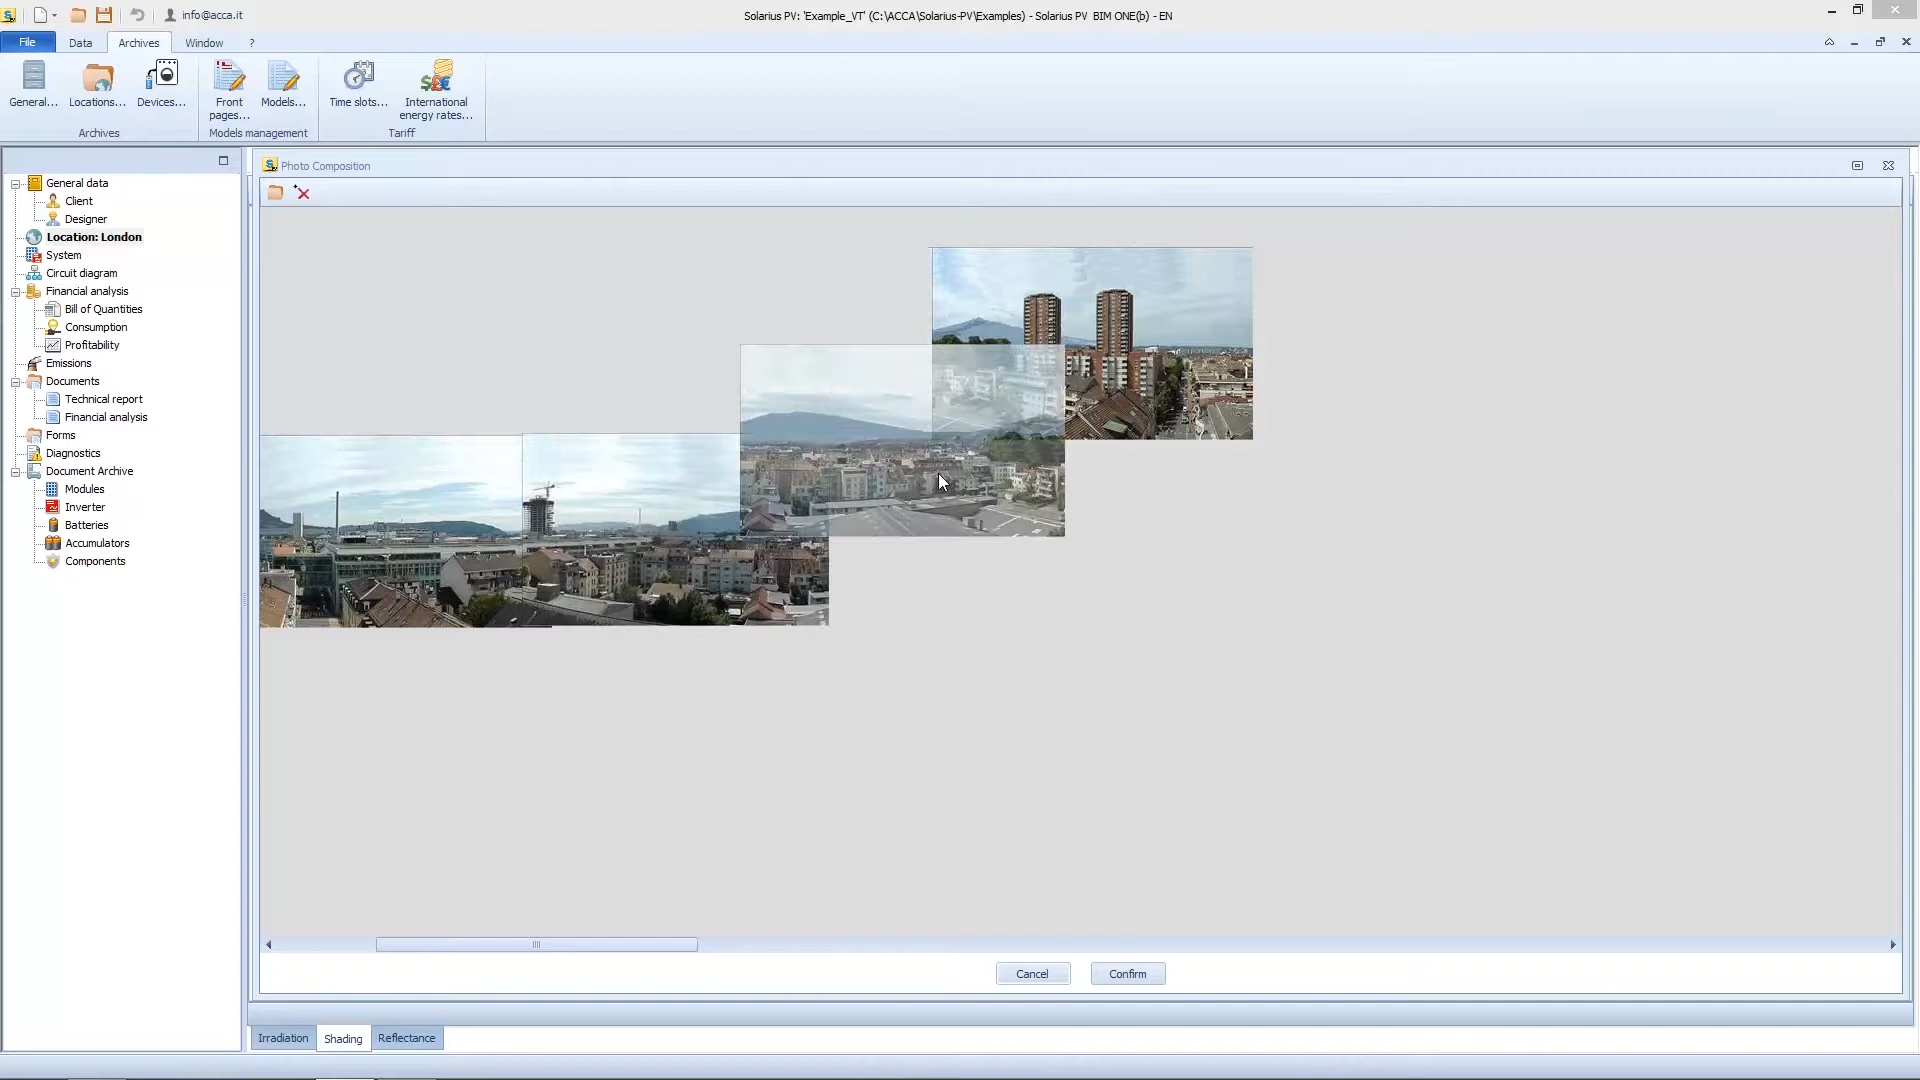 info@acca.it
Solarius PV: 'Example_VT' (C:\ACCA\Solarius-PV\Examples) - Solarius PV BIM ONE(b) - EN
File
Data
Archives
Window
?
General...
Locations...
Devices...
Front
pages...
Models...
Time slots...
International
energy rates...
Archives
Models management
Tariff
General data
Client
Designer
Location: London
System
Circuit diagram
Financial analysis
Bill of Quantities
Consumption
Profitability
Emissions
Documents
Technical report
Financial analysis
Forms
Diagnostics
Document Archive
Modules
Inverter
Batteries
Accumulators
Components
Photo Composition
Cancel
Confirm
Irradiation
Shading
Reflectance